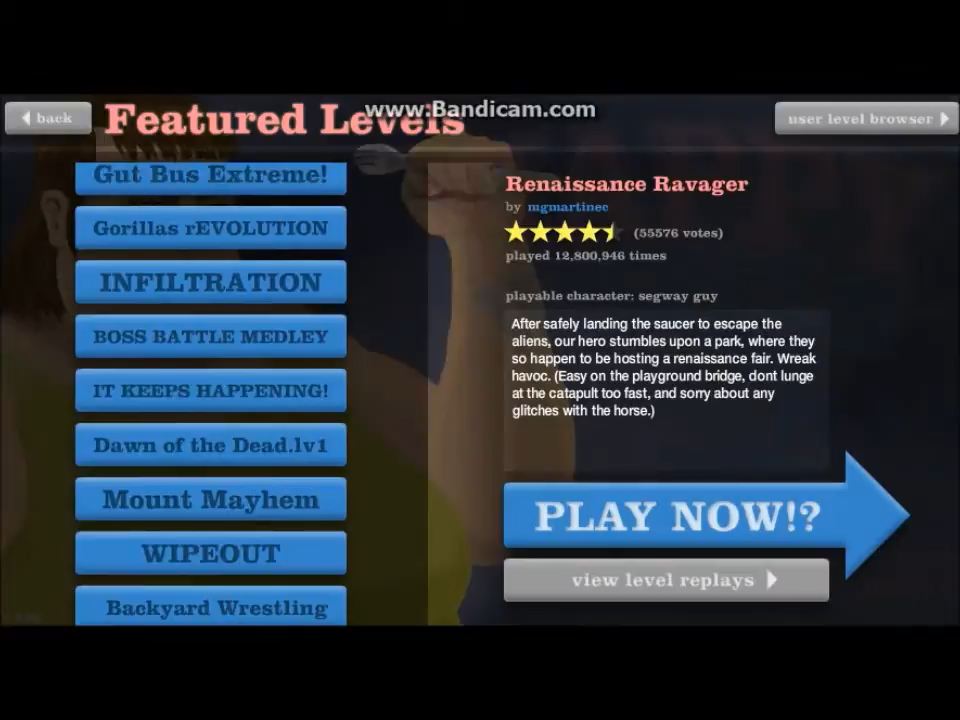 back
Featured Levels
www.Bandicam.com
user level browser
Gut Bus Extreme!
Gorillas rEVOLUTION
INFILTRATION
BOSS BATTLE MEDLEY
IT KEEPS HAPPENING!
Dawn of the Dead.lv1
Mount Mayhem
WIPEOUT
Backyard Wrestling
Renaissance Ravager
by mgmartinec
(55576 votes)
played 12,800,946 times
playable character: segway guy
After safely landing the saucer to escape the
aliens, our hero stumbles upon a park, where they
so happen to be hosting a renaissance fair. Wreak
havoc. (Easy on the playground bridge, dont lunge
at the catapult too fast, and sorry about any
glitches with the horse.)
PLAY NOW!?
view level replays